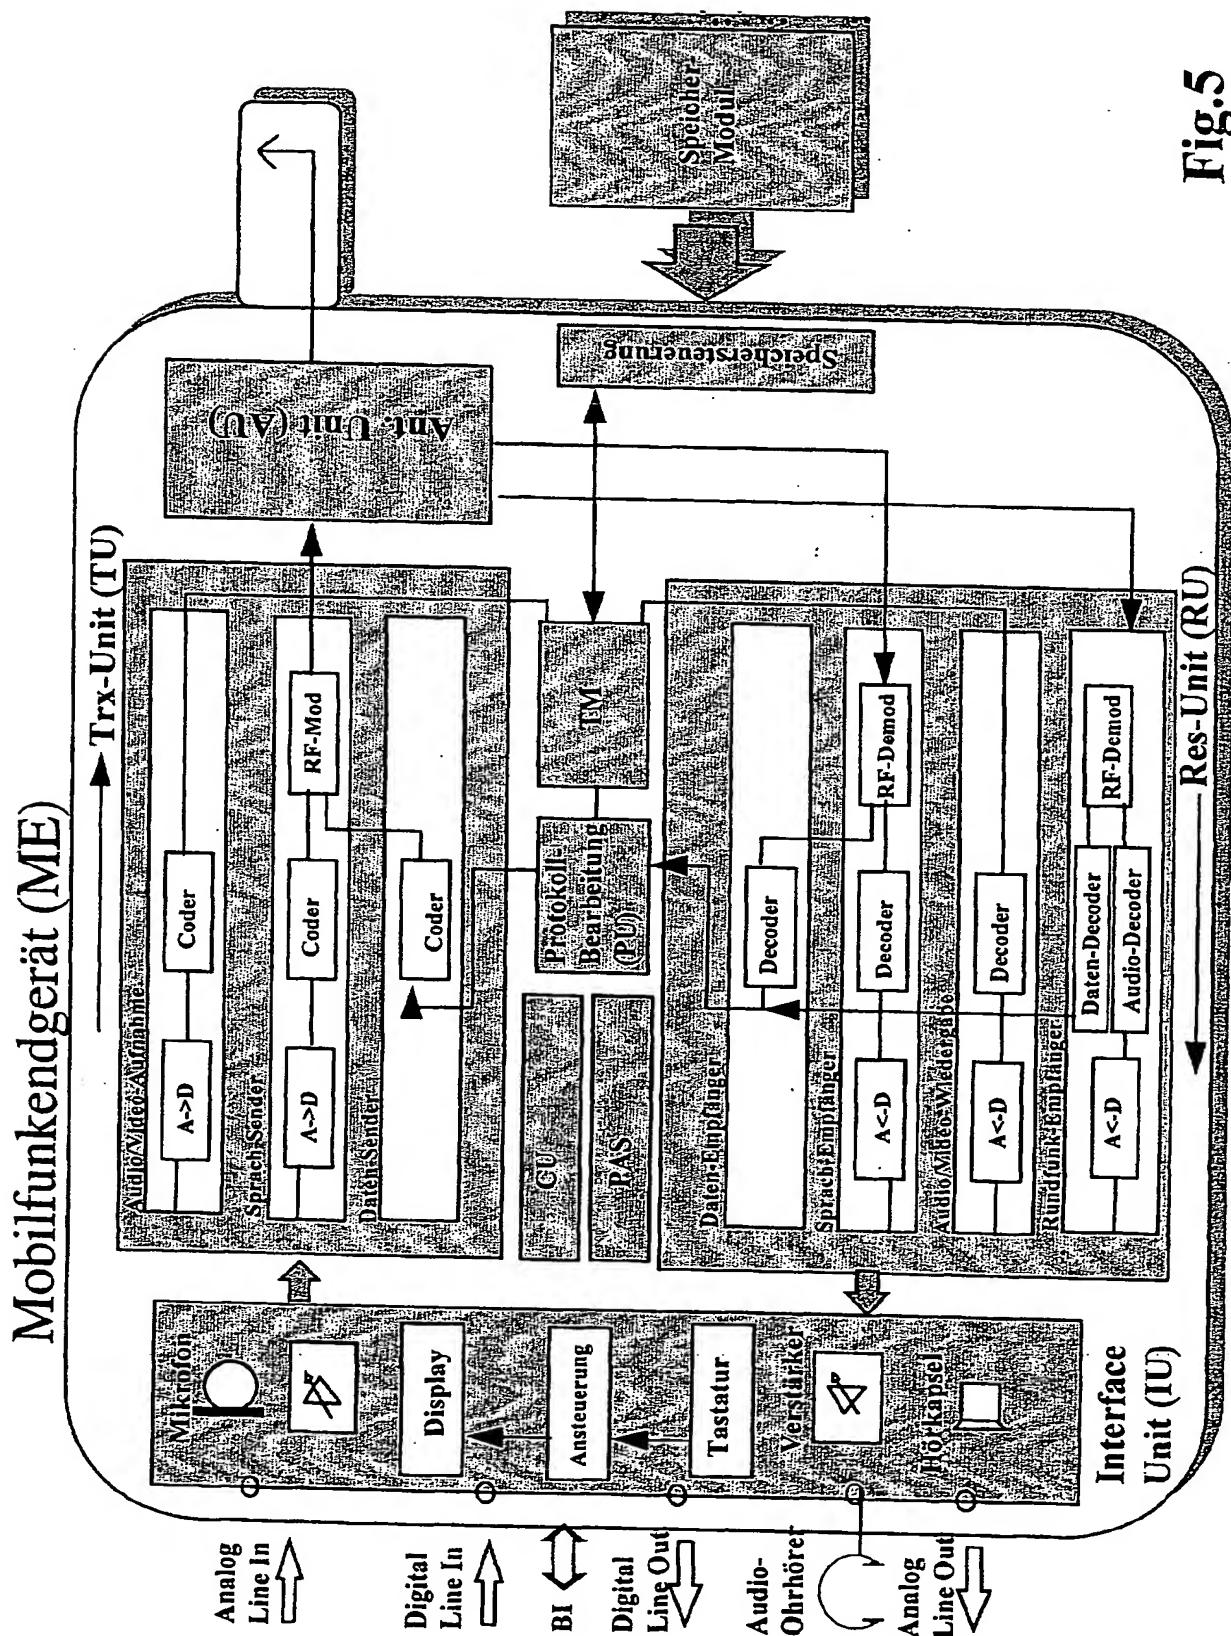 Mobilfunkendgerät (ME)
Trx-Unit (TU)
Audio/Video-Aufnahme
A->D
Coder
Sprach-Sender
A->D
Coder
RF-Mod
Daten-Sender
Coder
Ant. Unit (AU)
CU
RAS
Protokoll-
Bearbeitung
(PU)
TM
Speichersteuerung
Speicher-
Modul
Daten-Empfänger
Decoder
Sprach-Empfänger
A<-D
Decoder
RF-Demod
Audio/Video-Wiedergabe
A<-D
Decoder
Rundfunk-Empfänger
A<-D
Daten-Decoder
Audio-Decoder
RF-Demod
Res-Unit (RU)
Mikrofon
Display
Ansteuerung
Tastatur
Verstärker
Hörkapsel
Interface
Unit (IU)
Analog
Line In
Digital
Line In
BI
Digital
Line Out
Audio-
Ohrhörer
Analog
Line Out
Fig.5